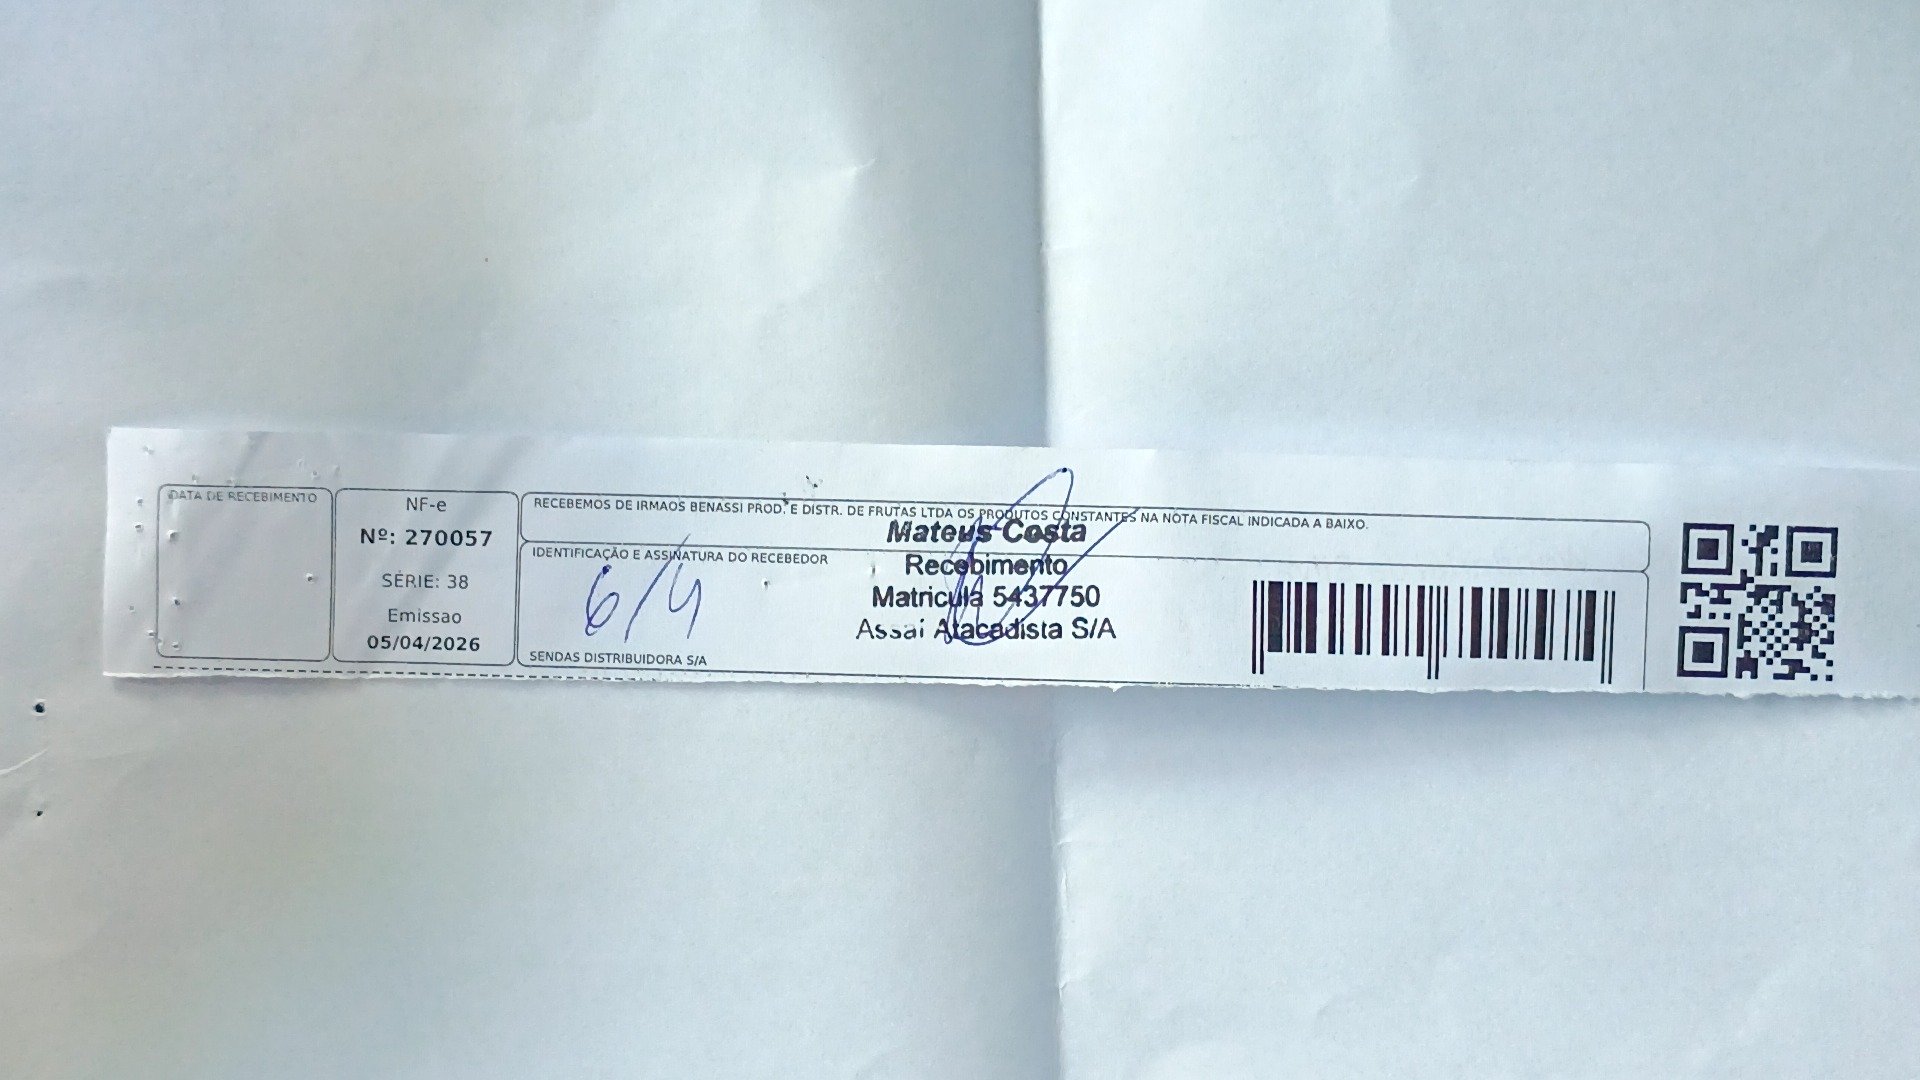 DATA DE RECEBIMENTO
NF-e
Nº: 270057
SÉRIE: 38
Emissao
05/04/2026
RECEBEMOS DE IRMAOS BENASSI PROD. E DISTR. DE FRUTAS LTDA OS PRODUTOS CONSTANTES NA NOTA FISCAL INDICADA A BAIXO.
IDENTIFICAÇÃO E ASSINATURA DO RECEBEDOR
6/4
SENDAS DISTRIBUIDORA S/A
Mateus Costa
Recebimento
Matricula 5437750
Assai Atacadista S/A